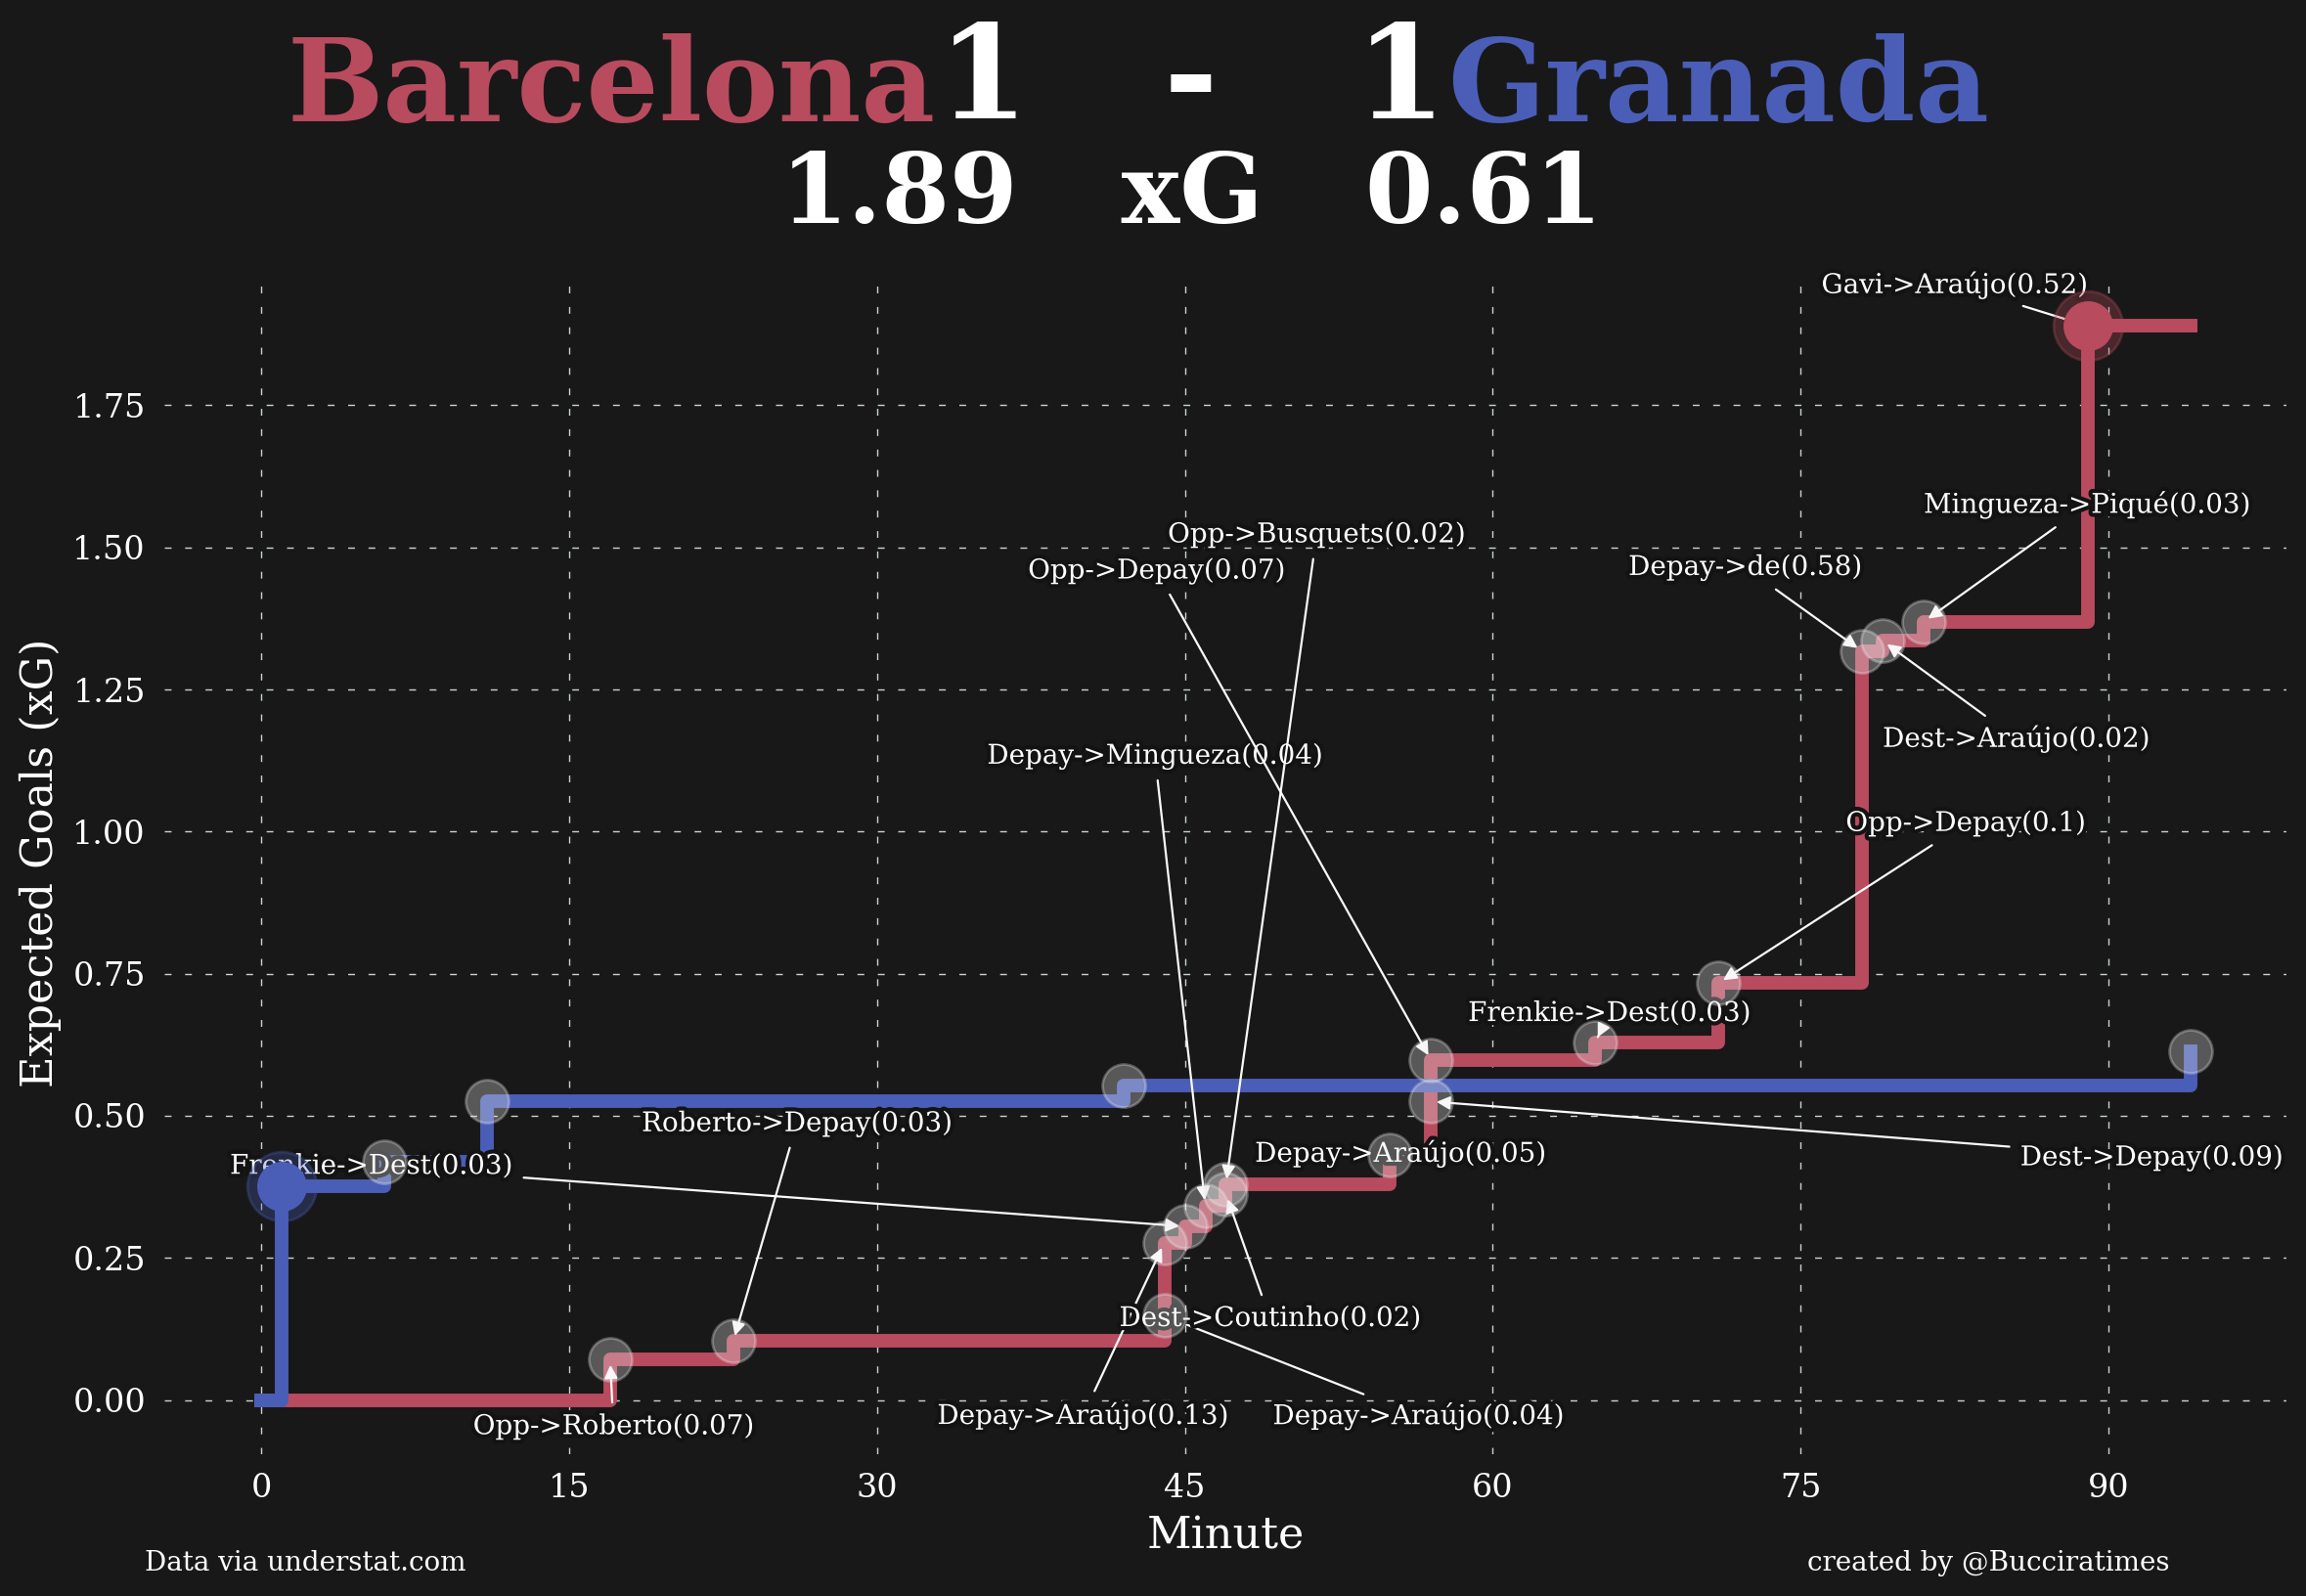 Barcelona 1 - 1 Granada
1.89 xG 0.61
Gavi->Araújo(0.52)
1.75
Mingueza->Piqué(0.03)
Opp->Busquets(0.02)
1.50
Depay->de(0.58)
Opp->Depay(0.07)
1.25
Dest->Araújo(0.02)
Depay->Mingueza(0.04)
1.00
Opp->Depay(0.1)
0.75
Frenkie->Dest(0.03)
Expected Goals (xG)
0.50
Roberto->Depay(0.03)
Depay->Araújo(0.05)
Dest->Depay(0.09)
Frenkie->Dest(0.03)
0.25
Dest->Coutinho(0.02)
0.00
Opp->Roberto(0.07)
Depay->Araújo(0.13)
Depay->Araújo(0.04)
0 15 30 45 60 75 90
Minute
Data via understat.com
created by @Bucciratimes